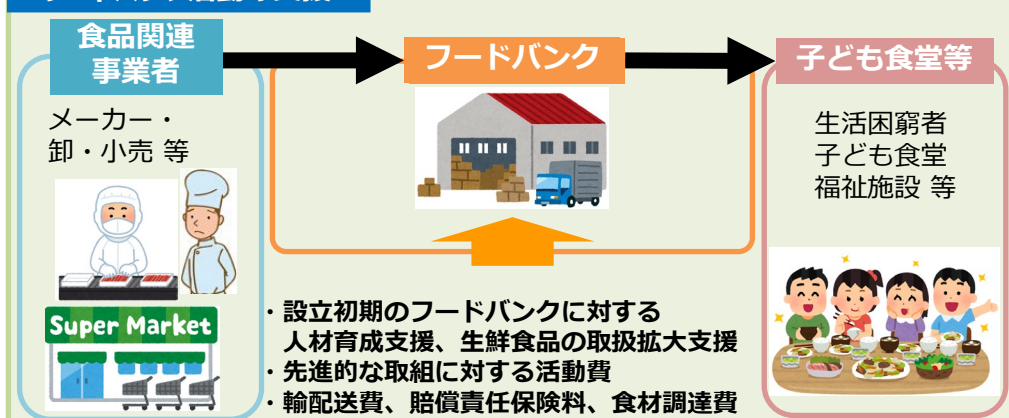 食品関連
事業者
フードバンク
子ども食堂等
メーカー・
卸・小売 等
生活困窮者
子ども食堂
福祉施設 等
Super Market
・設立初期のフードバンクに対する
人材育成支援、生鮮食品の取扱拡大支援
・先進的な取組に対する活動費
・輸配送費、賠償責任保険料、食材調達費